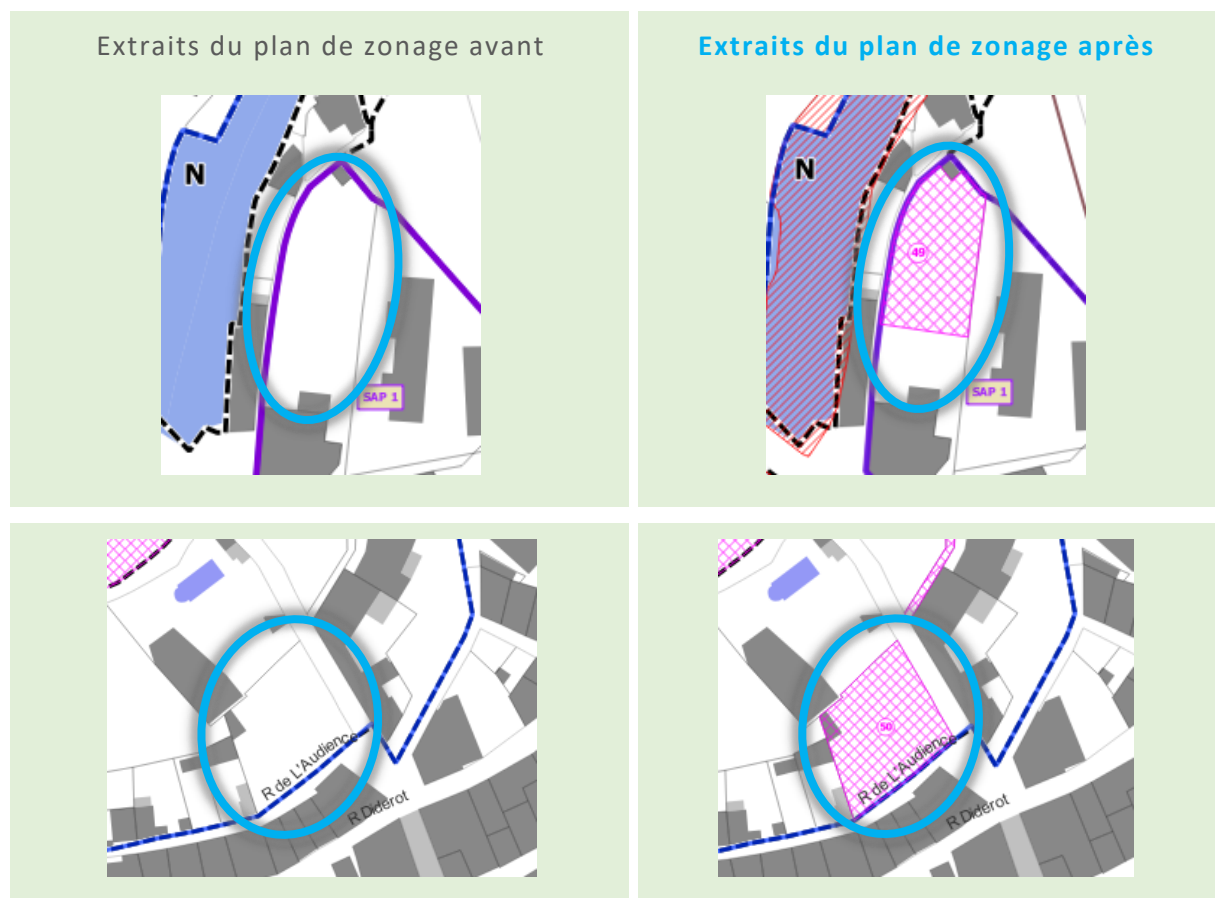 Extraits du plan de zonage avant
Extraits du plan de zonage après
N
SAP 1
N
49
SAP 1
R de L'Audience
R Diderot
50
R de L'Audience
R Diderot